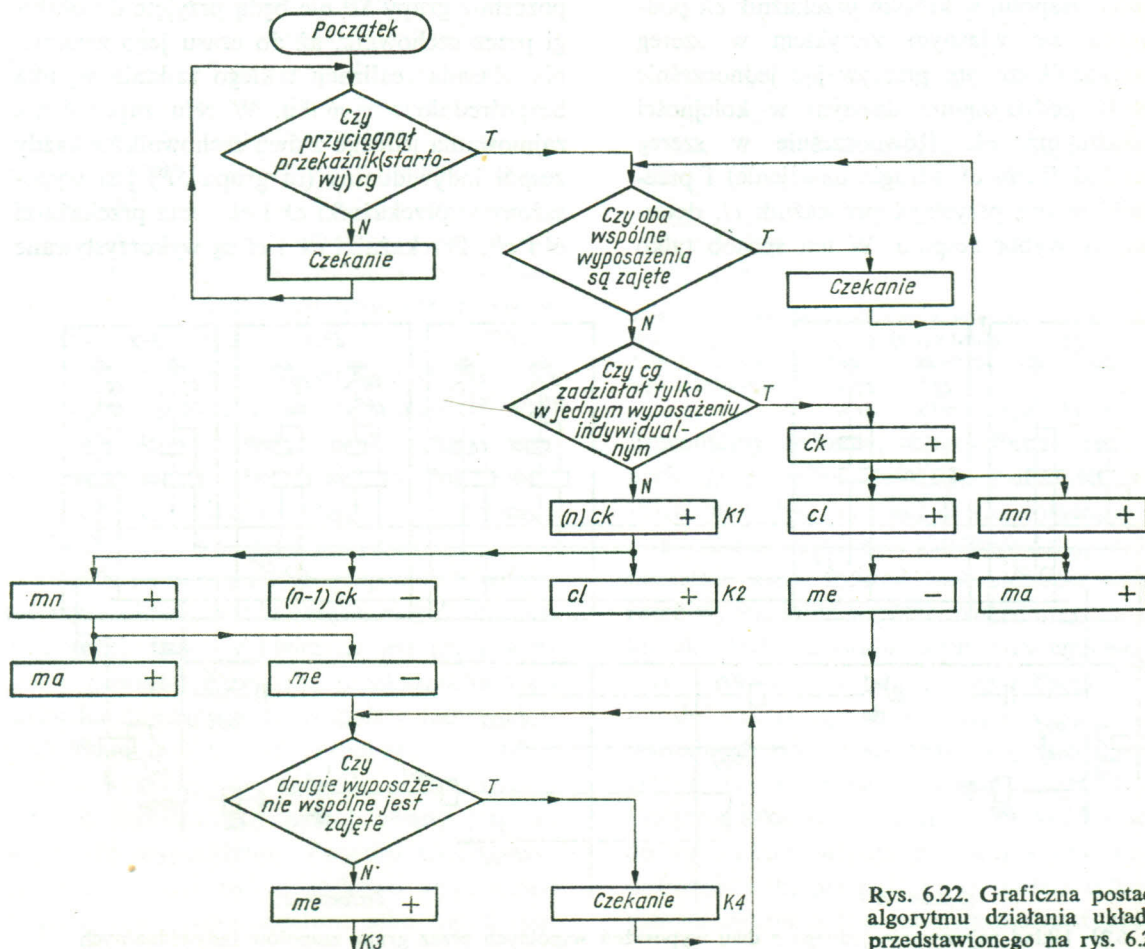 Początek
Czy
przyciągnął
przekaźnik(starto-
wy) cg
T
N
Czekanie
Czy oba
wspólne
wyposażenia
są zajęte
T
Czekanie
N
Czy cg
zadziałał tylko
w jednym wyposażeniu
indywidual-
nym
T
ck +
N
(n) ck + K1
cl +
mn +
mn +
(n-1) ck −
cl + K2
me −
ma +
ma +
me −
Czy
drugie wyposaże-
nie wspólne jest
zajęte
T
N
me +
Czekanie K4
K3
Rys. 6.22. Graficzna postać
algorytmu działania układ
przedstawionego na rys. 6.